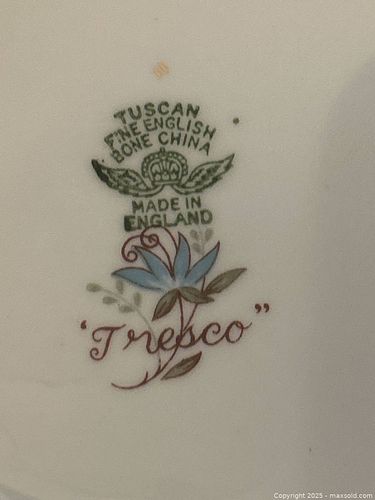 TUSCAN
FINE ENGLISH
BONE CHINA
MADE IN
ENGLAND
‘Tresco”
Copyright 2025 - maxsold.com